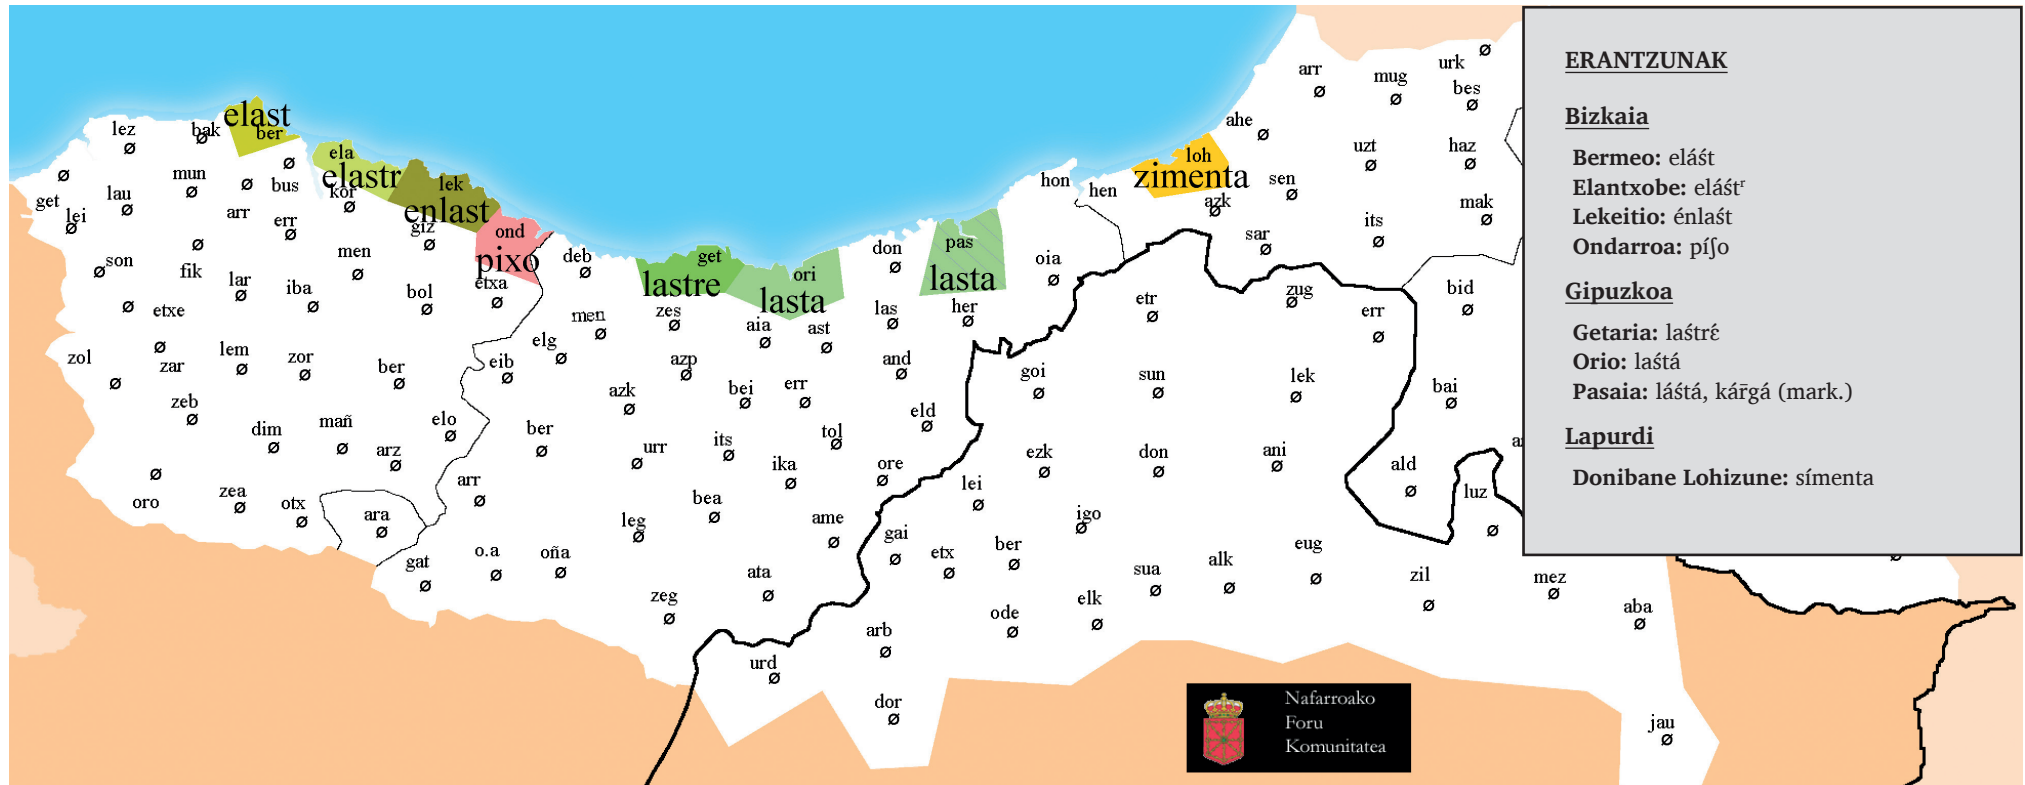 elast
ber
lez
bak
ela
elastr
lek
enlast
ond
pixo
get
lastre
ori
lasta
pas
lasta
loh
zimenta
get
lei
lau
mun
arr
bus
kor
err
giz
men
son
fik
lar
iba
bol
etxa
etxe
zol
zar
lem
zor
ber
zeb
dim
mañ
arz
elo
oro
zea
otx
ara
deb
men
zes
elg
eib
azk
azp
aia
ast
bei
err
don
las
her
and
eld
tol
ber
urr
its
ika
ore
arr
leg
bea
ame
gat
o.a
oña
zeg
ata
hon
hen
oia
goi
ezk
lei
gai
etx
ber
igo
ode
elk
arb
urd
dor
etr
sun
don
sua
alk
zug
err
lek
ani
eug
zil
mez
aba
jau
arr
mug
urk
bes
ahe
uzt
haz
sen
azk
sar
its
mak
bid
bai
ald
luz
Nafarroako
Foru
Komunitatea
ERANTZUNAK
Bizkaia
Bermeo: eláśt
Elantxobe: eláśtʳ
Lekeitio: énlaśt
Ondarroa: píʃo
Gipuzkoa
Getaria: laśtrέ
Orio: laśtá
Pasaia: láśtá, kár̄gá (mark.)
Lapurdi
Donibane Lohizune: símenta